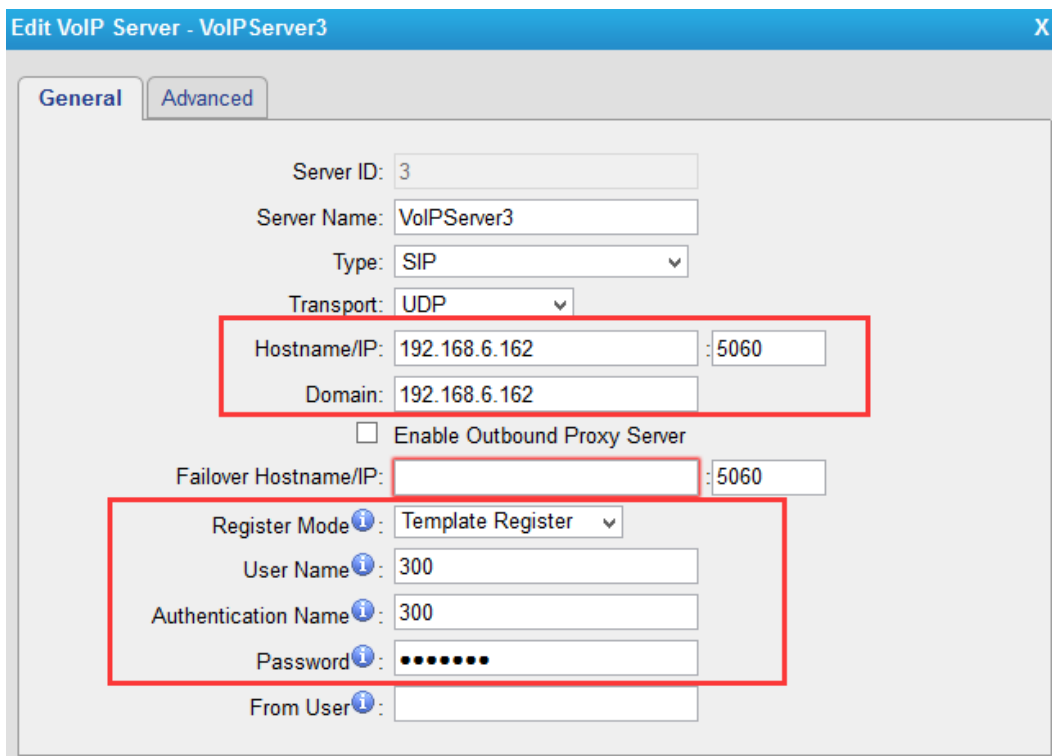 Edit VoIP Server - VoIPServer3 X
General Advanced
Server ID: 3
Server Name: VoIPServer3
Type: SIP
Transport: UDP
Hostname/IP: 192.168.6.162 :5060
Domain: 192.168.6.162
Enable Outbound Proxy Server
Failover Hostname/IP: :5060
Register Mode i : Template Register
User Name i : 300
Authentication Name i : 300
Password i : •••••••
From User i :